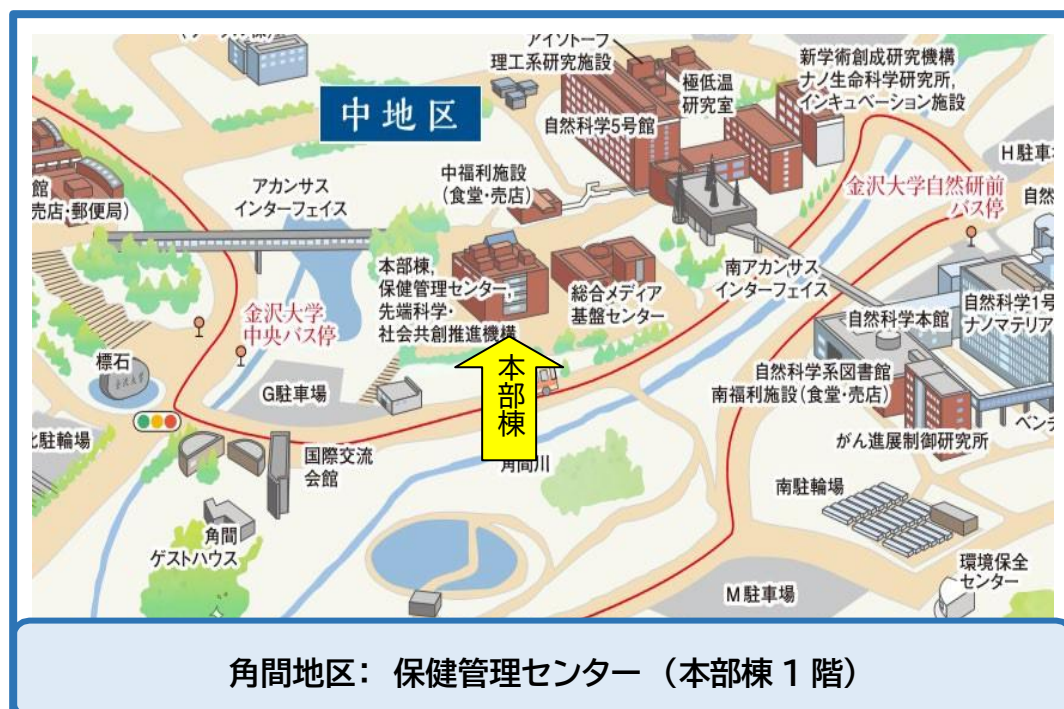 アイソトープ
理工系研究施設
極低温
研究室
新学術創成研究機構
ナノ生命科学研究所,
インキュベーション施設
中地区
自然科学5号館
H駐車場
館
売店・郵便局)
アカンサス
インターフェイス
中福利施設
(食堂・売店)
金沢大学自然研前
バス停
自然
本部棟,
保健管理センター,
先端科学・
社会共創推進機構
総合メディア
基盤センター
南アカンサス
インターフェイス
金沢大学
中央バス停
自然科学本館
自然科学1号
ナノマテリア
標石
金沢大学
G駐車場
本部棟
自然科学系図書館
南福利施設(食堂・売店)
がん進展制御研究所
ベンチ
北駐輪場
国際交流
会館
角間川
南駐輪場
角間
ゲストハウス
環境保全
センター
M駐車場
角間地区: 保健管理センター (本部棟1階)